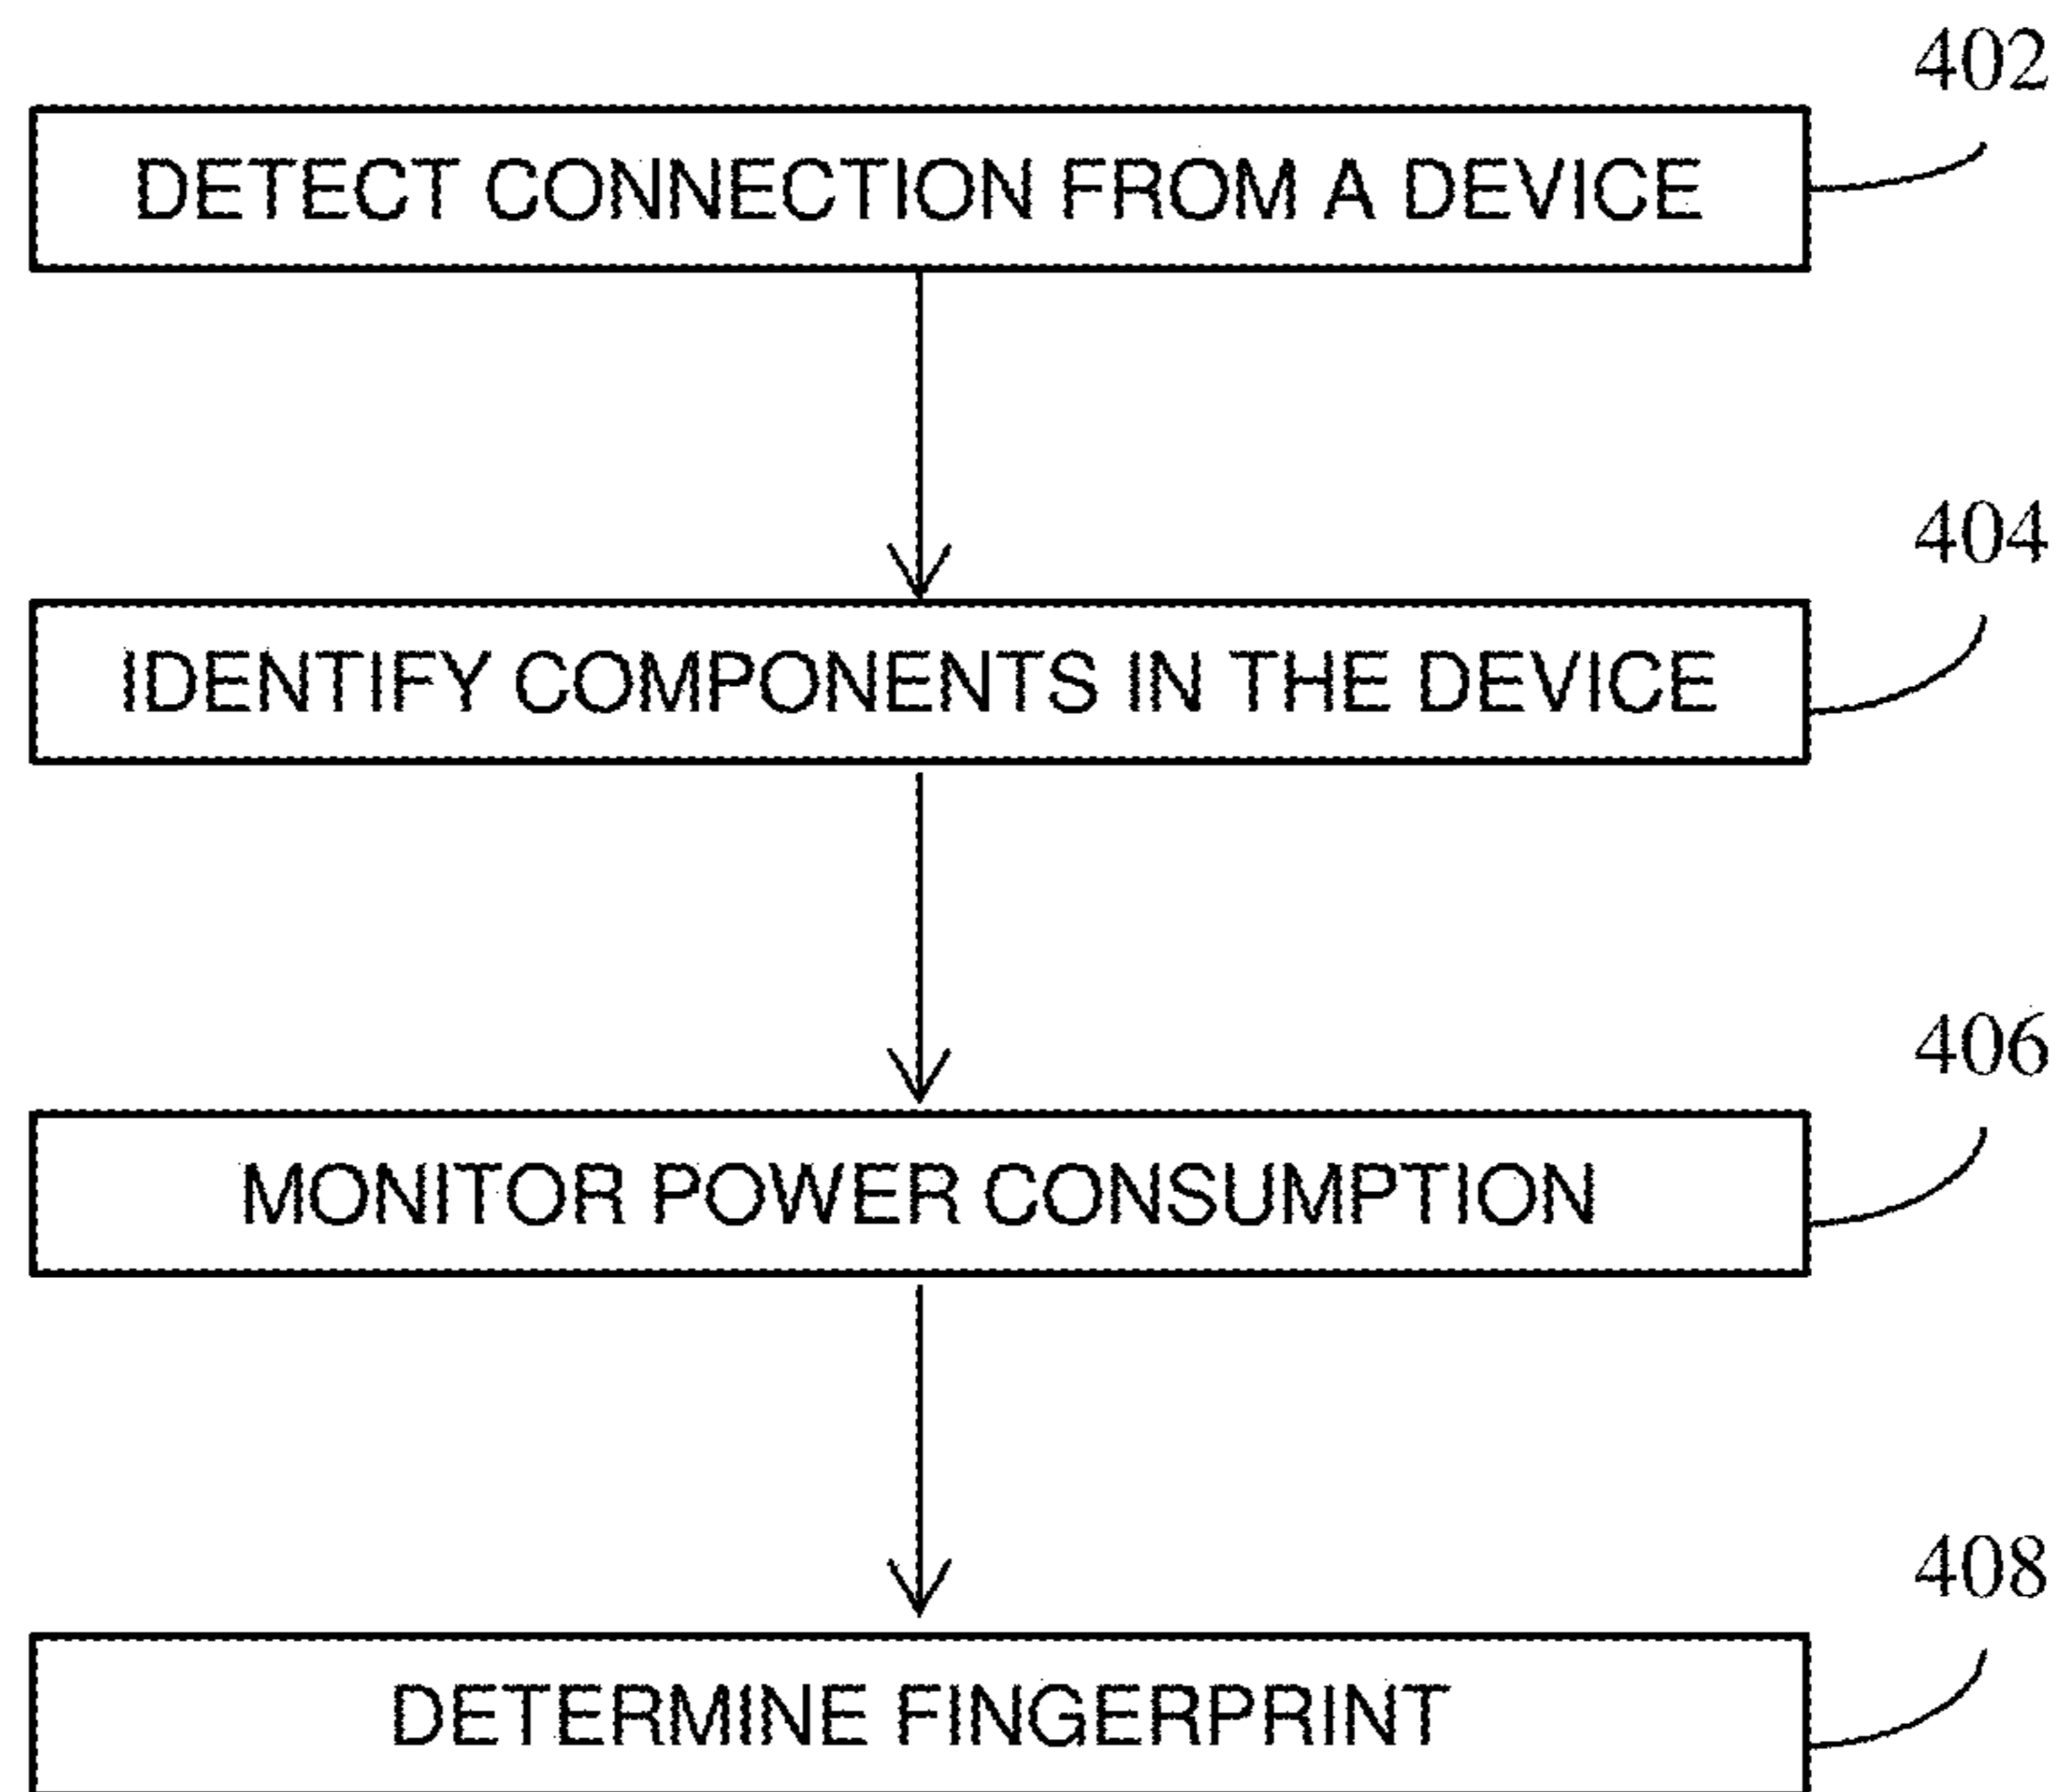 402
DETECT CONNECTION FROM A DEVICE
404
IDENTIFY COMPONENTS IN THE DEVICE
406
MONITOR POWER CONSUMPTION
408
DETERMINE FINGERPRINT